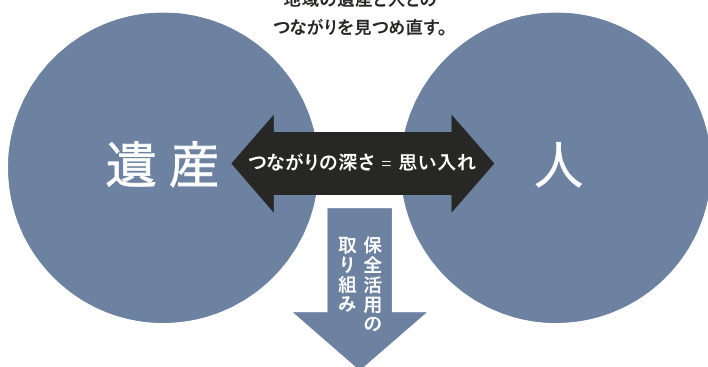 地域の遺産と人との
つながりを見つめ直す。
遺産
つながりの深さ = 思い入れ
人
保全活用の
取り組み